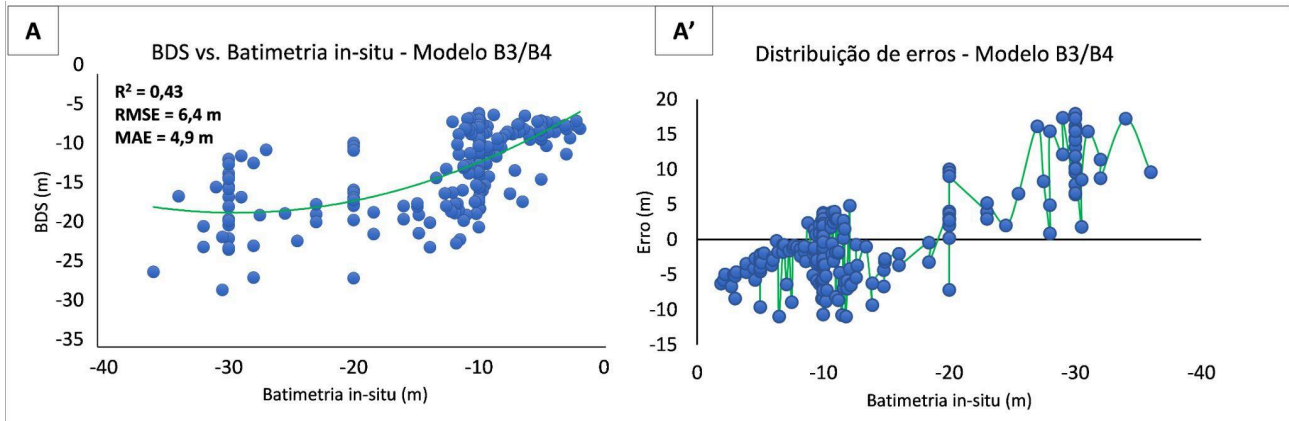 A
BDS vs. Batimetria in-situ - Modelo B3/B4
R² = 0,43
RMSE = 6,4 m
MAE = 4,9 m
0
-5
-10
-15
-20
-25
-30
-35
BDS (m)
-40
-30
-20
-10
0
Batimetria in-situ (m)
A'
Distribuição de erros - Modelo B3/B4
20
15
10
5
0
-5
-10
-15
Erro (m)
0
-10
-20
-30
-40
Batimetria in-situ (m)